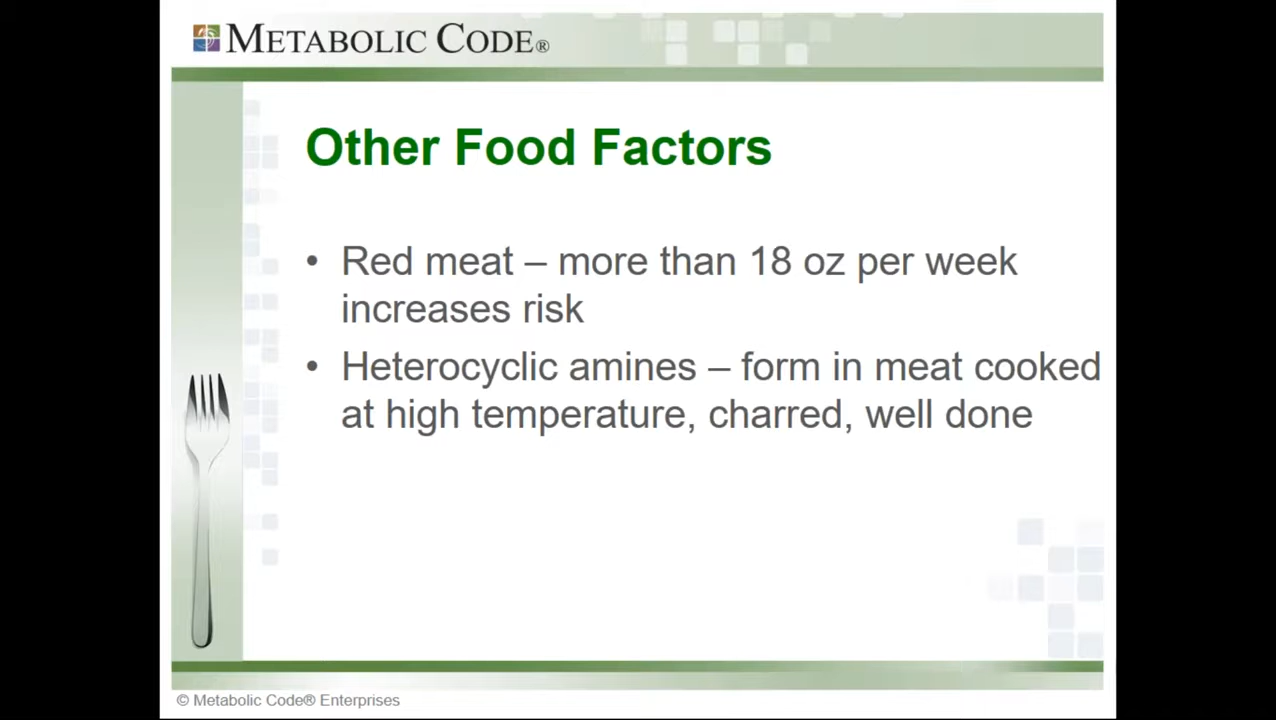 METABOLIC CODE®
Other Food Factors
• Red meat – more than 18 oz per week
increases risk
• Heterocyclic amines – form in meat cooked
at high temperature, charred, well done
© Metabolic Code® Enterprises